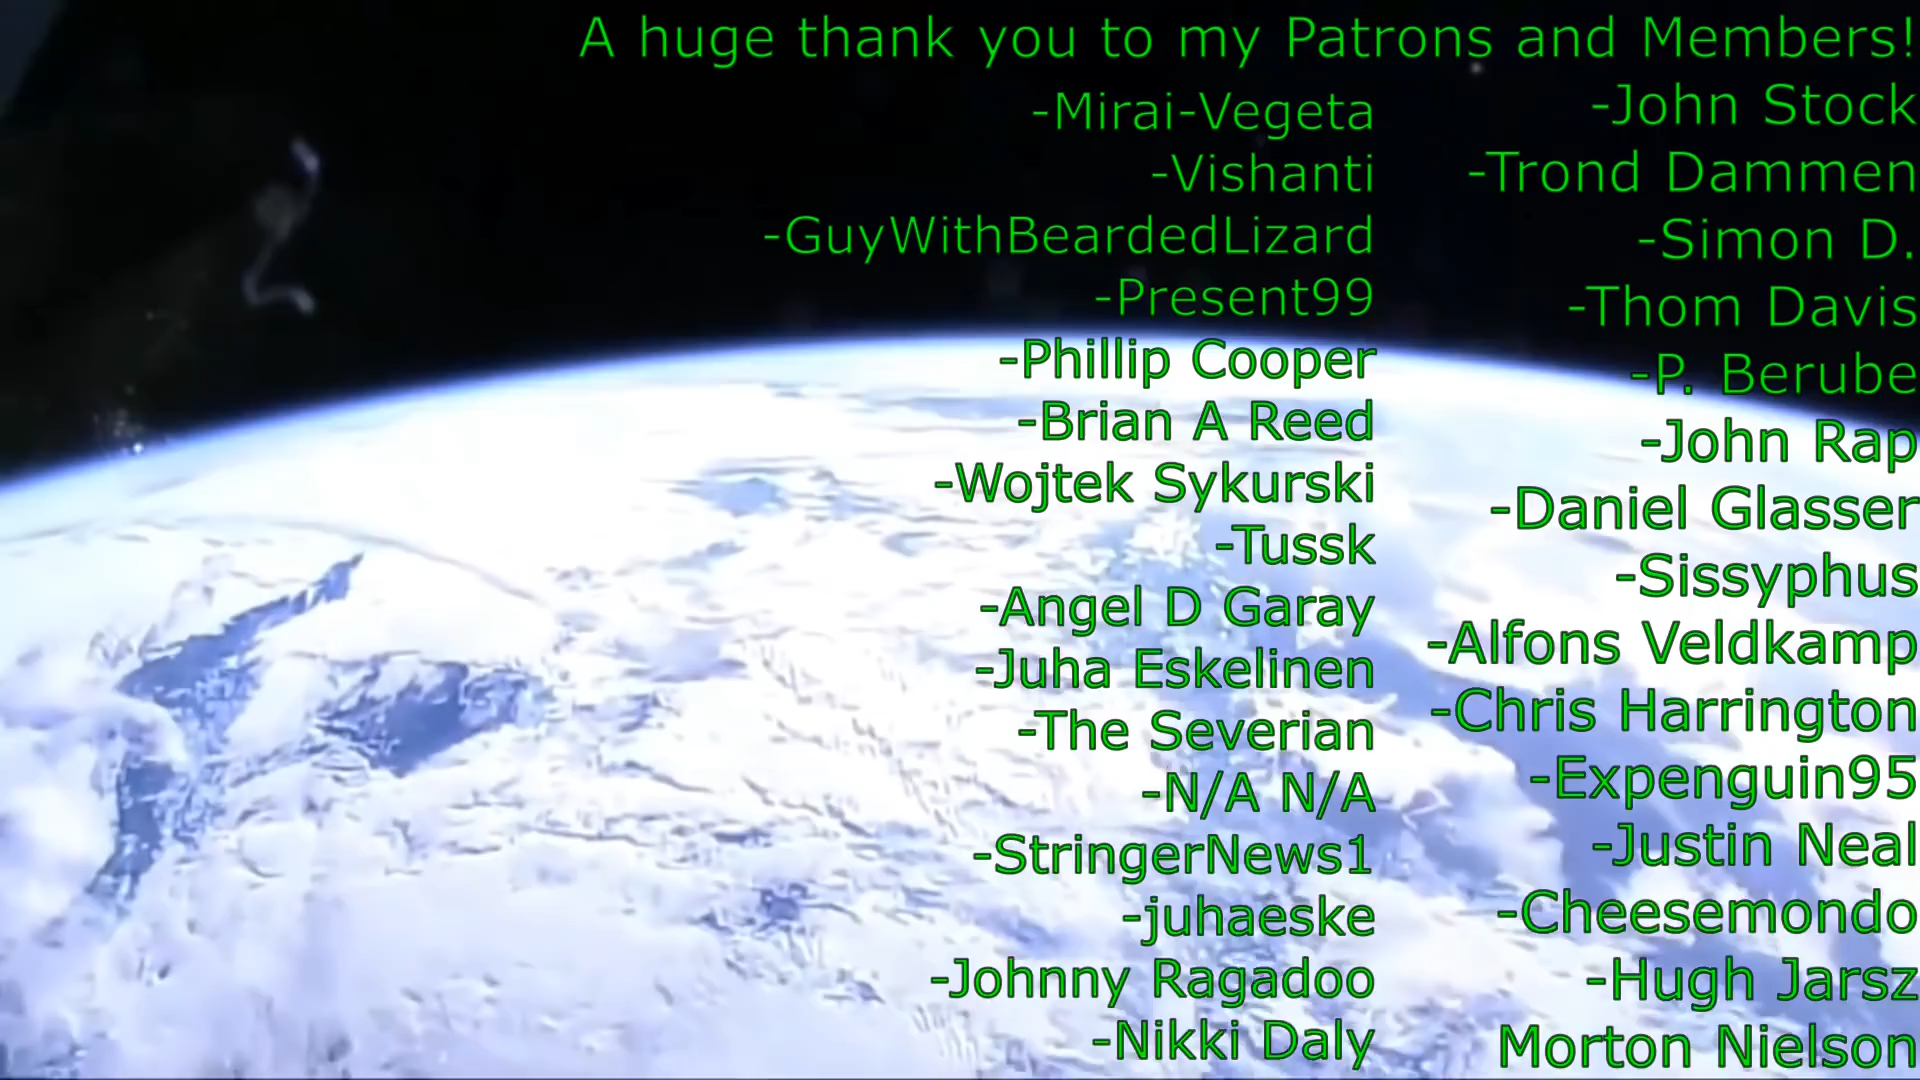 A huge thank you to my Patrons and Members!
-Mirai-Vegeta
-Vishanti
-GuyWithBeardedLizard
-Present99
-Phillip Cooper
-Brian A Reed
-Wojtek Sykurski
-Tussk
-Angel D Garay
-Juha Eskelinen
-The Severian
-N/A N/A
-StringerNews1
-juhaeske
-Johnny Ragadoo
-Nikki Daly
-John Stock
-Trond Dammen
-Simon D.
-Thom Davis
-P. Berube
-John Rap
-Daniel Glasser
-Sissyphus
-Alfons Veldkamp
-Chris Harrington
-Expenguin95
-Justin Neal
-Cheesemondo
-Hugh Jarsz
Morton Nielson